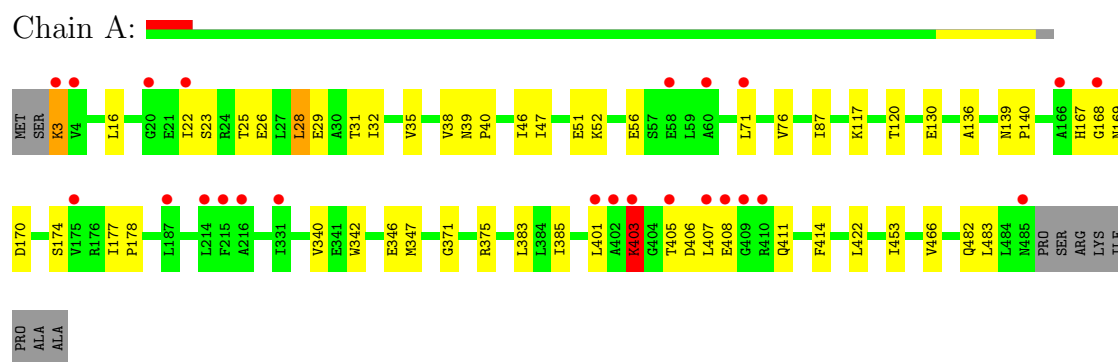 Chain A:
MET SER K3 V4 L16 G20 E21 I22 S23 R24 T25 E26 L27 L28 E29 A30 T31 I32 V35 V38 N39 P40 I46 I47 E51 K52 E56 S57 E58 L59 A60 L71 V76 I87 K117 T120 E130 A136 N139 P140 A166 H167 G168 N169
D170 S174 V175 R176 I177 P178 L187 L214 F215 A216 I331 V340 E341 W342 E346 M347 G371 R375 L383 L384 I385 L401 A402 K403 G404 T405 D406 L407 E408 G409 R410 Q411 F414 L422 I453 V466 Q482 L483 L484 N485 PRO SER ARG LYS ILE
PRO ALA ALA